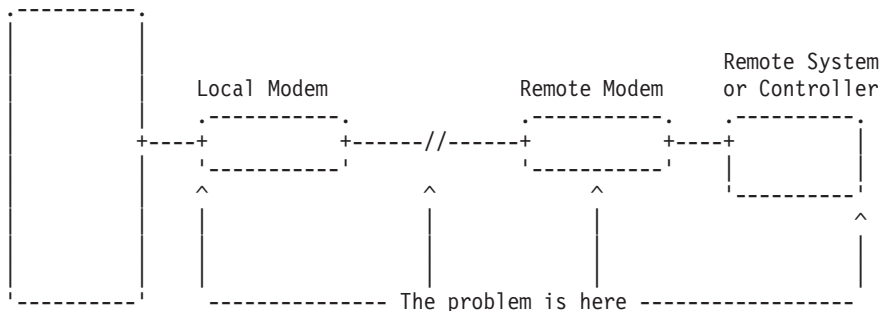 Remote System
Local Modem Remote Modem or Controller
The problem is here